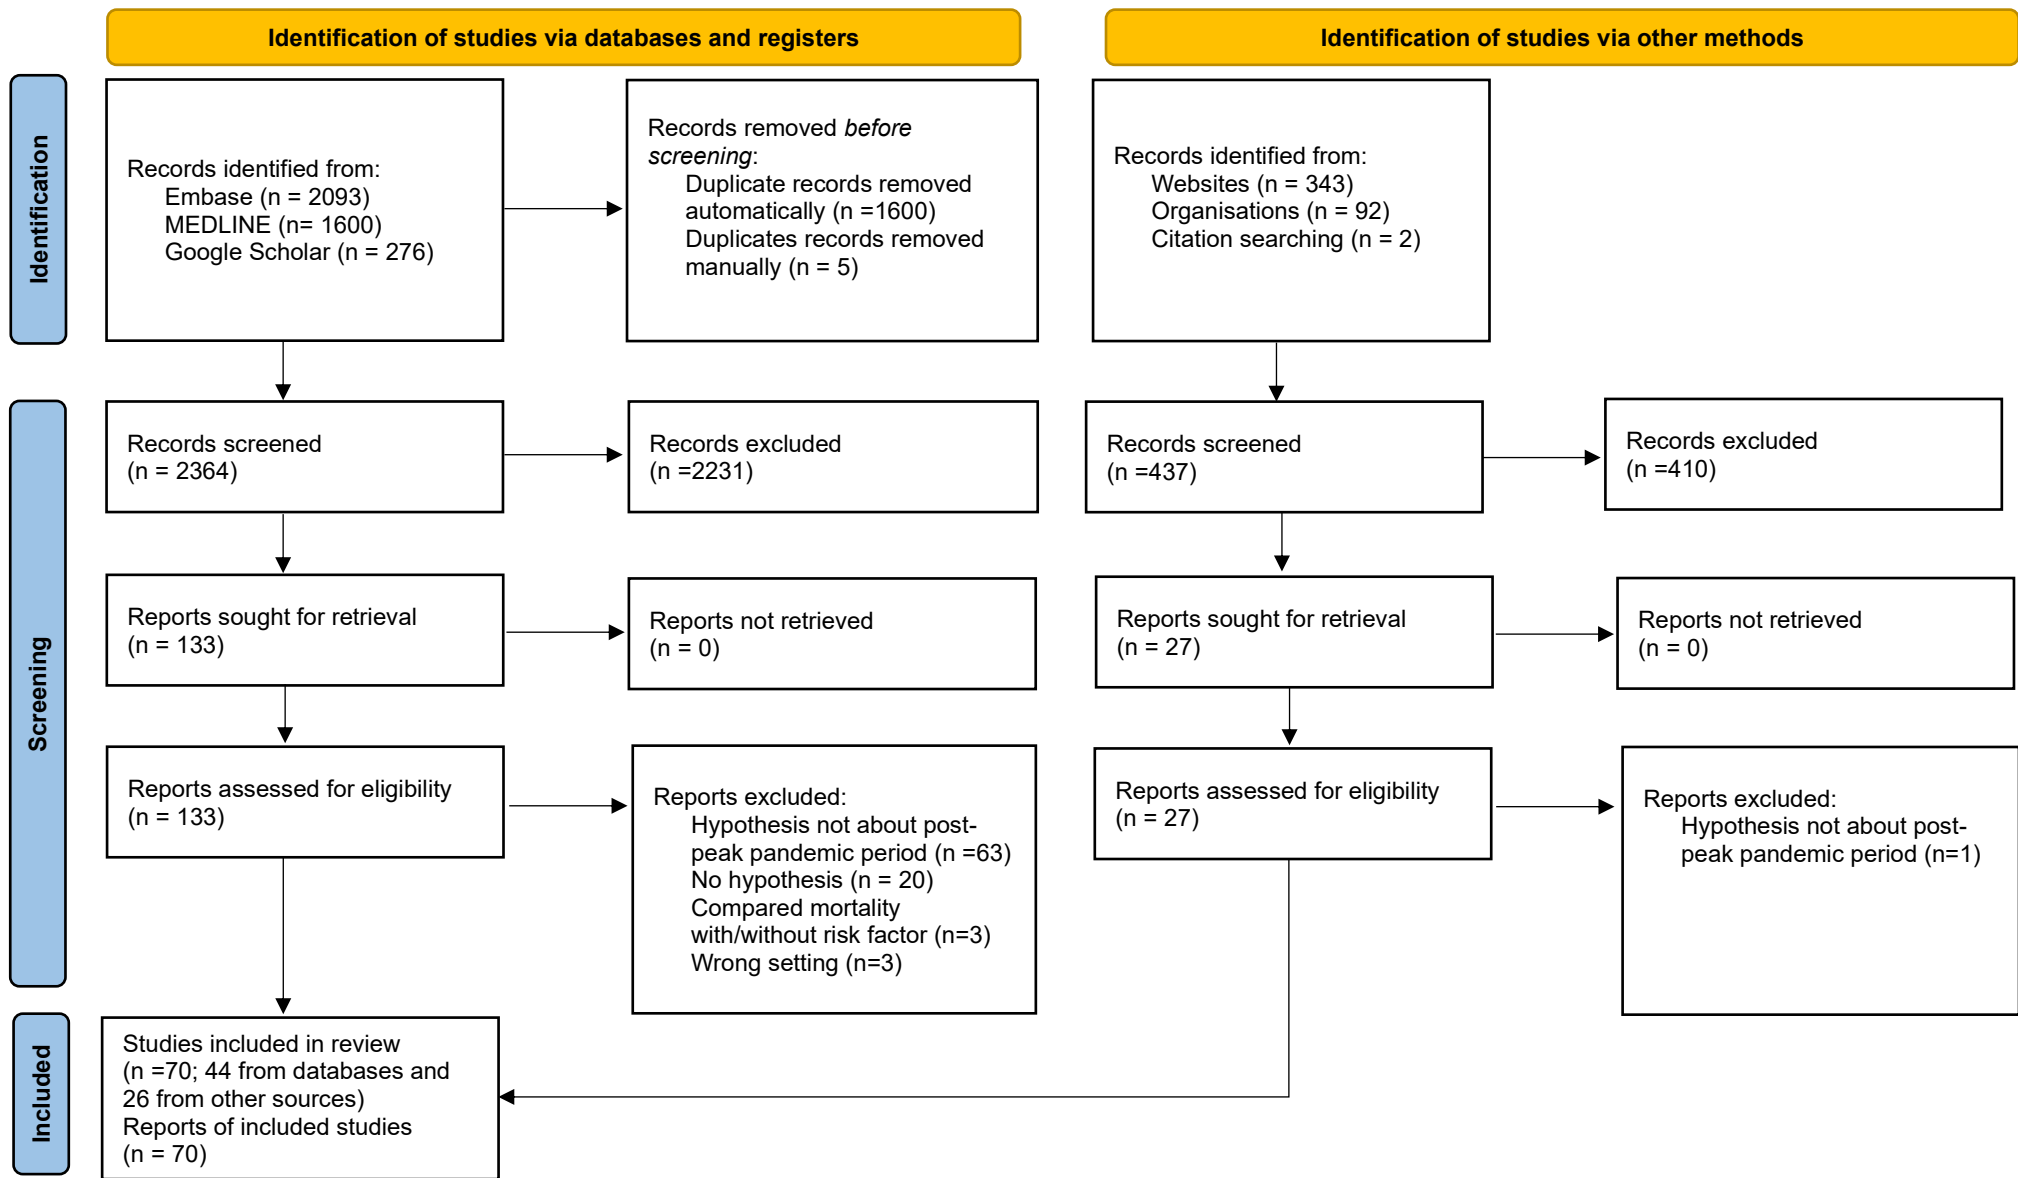 Identification of studies via databases and registers
Identification of studies via other methods
Identification
Records identified from:
Embase (n = 2093)
MEDLINE (n= 1600)
Google Scholar (n = 276)
Records removed before
screening:
Duplicate records removed
automatically (n =1600)
Duplicates records removed
manually (n = 5)
Records identified from:
Websites (n = 343)
Organisations (n = 92)
Citation searching (n = 2)
Screening
Records screened
(n = 2364)
Records excluded
(n =2231)
Records screened
(n =437)
Records excluded
(n =410)
Reports sought for retrieval
(n = 133)
Reports not retrieved
(n = 0)
Reports sought for retrieval
(n = 27)
Reports not retrieved
(n = 0)
Reports assessed for eligibility
(n = 133)
Reports excluded:
Hypothesis not about post-
peak pandemic period (n =63)
No hypothesis (n = 20)
Compared mortality
with/without risk factor (n=3)
Wrong setting (n=3)
Reports assessed for eligibility
(n = 27)
Reports excluded:
Hypothesis not about post-
peak pandemic period (n=1)
Included
Studies included in review
(n =70; 44 from databases and
26 from other sources)
Reports of included studies
(n = 70)